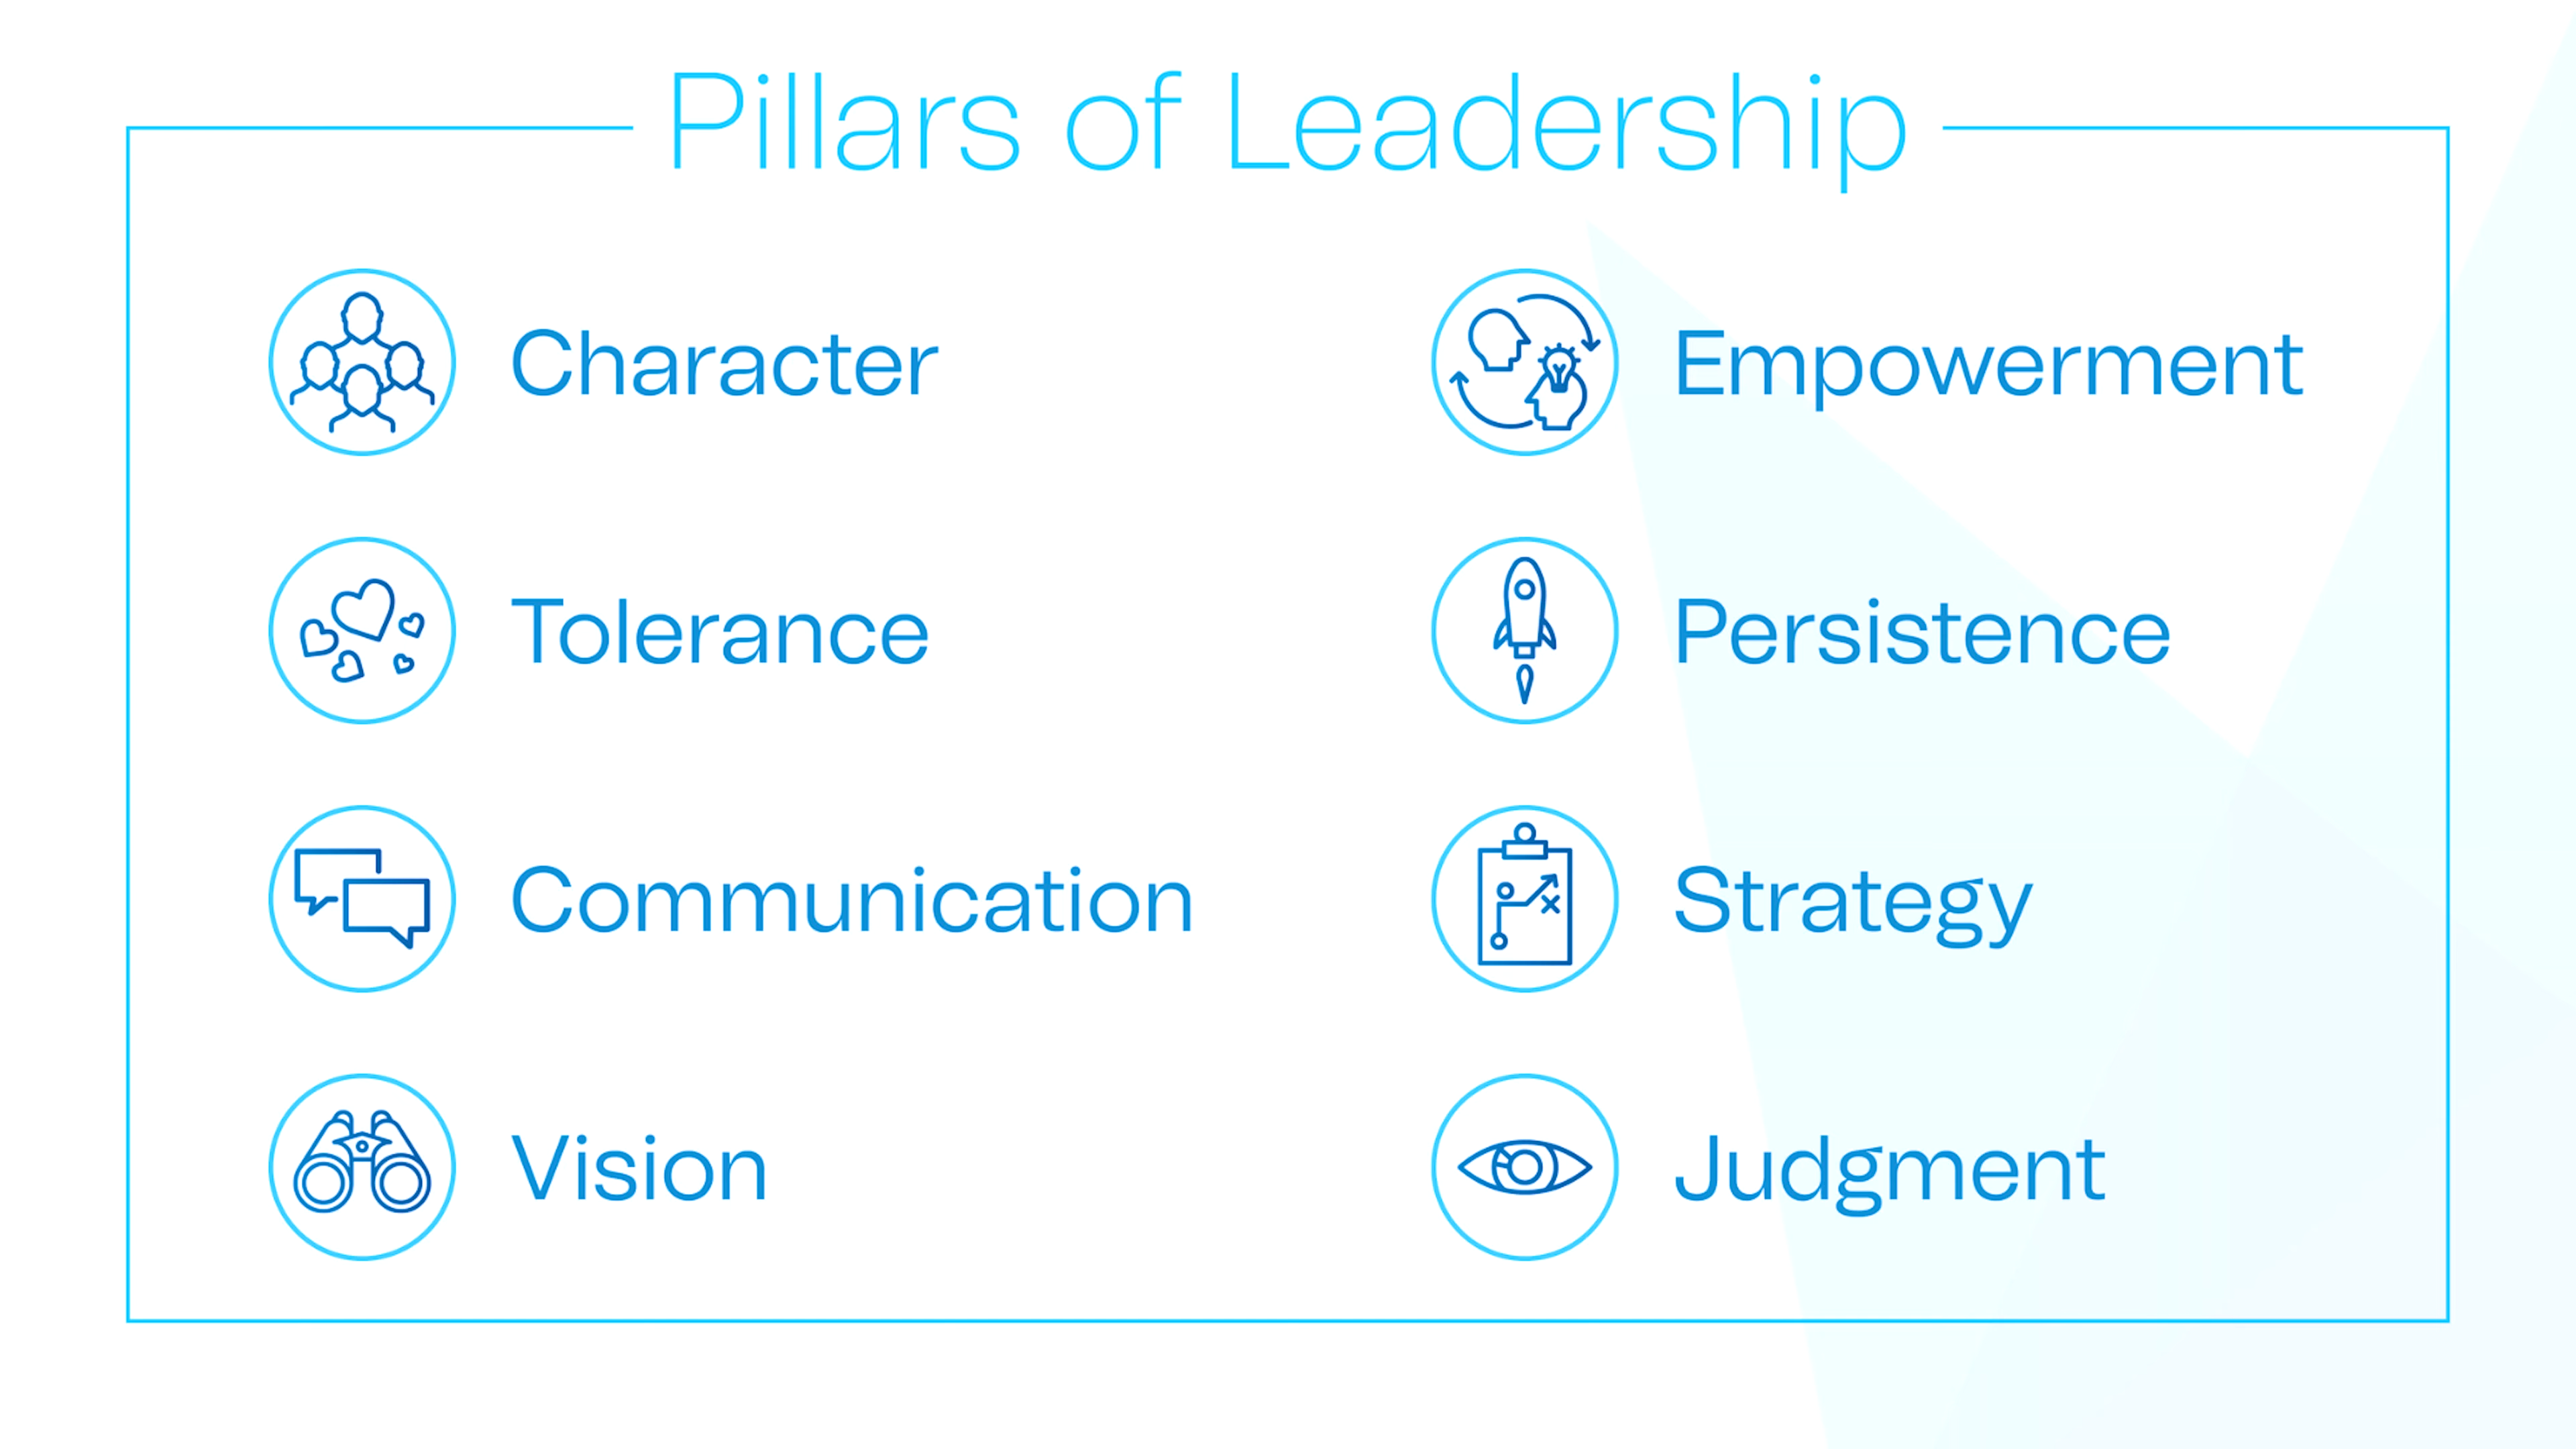 Pillars of Leadership
Character
Tolerance
Communication
Vision
Empowerment
Persistence
Strategy
Judgment